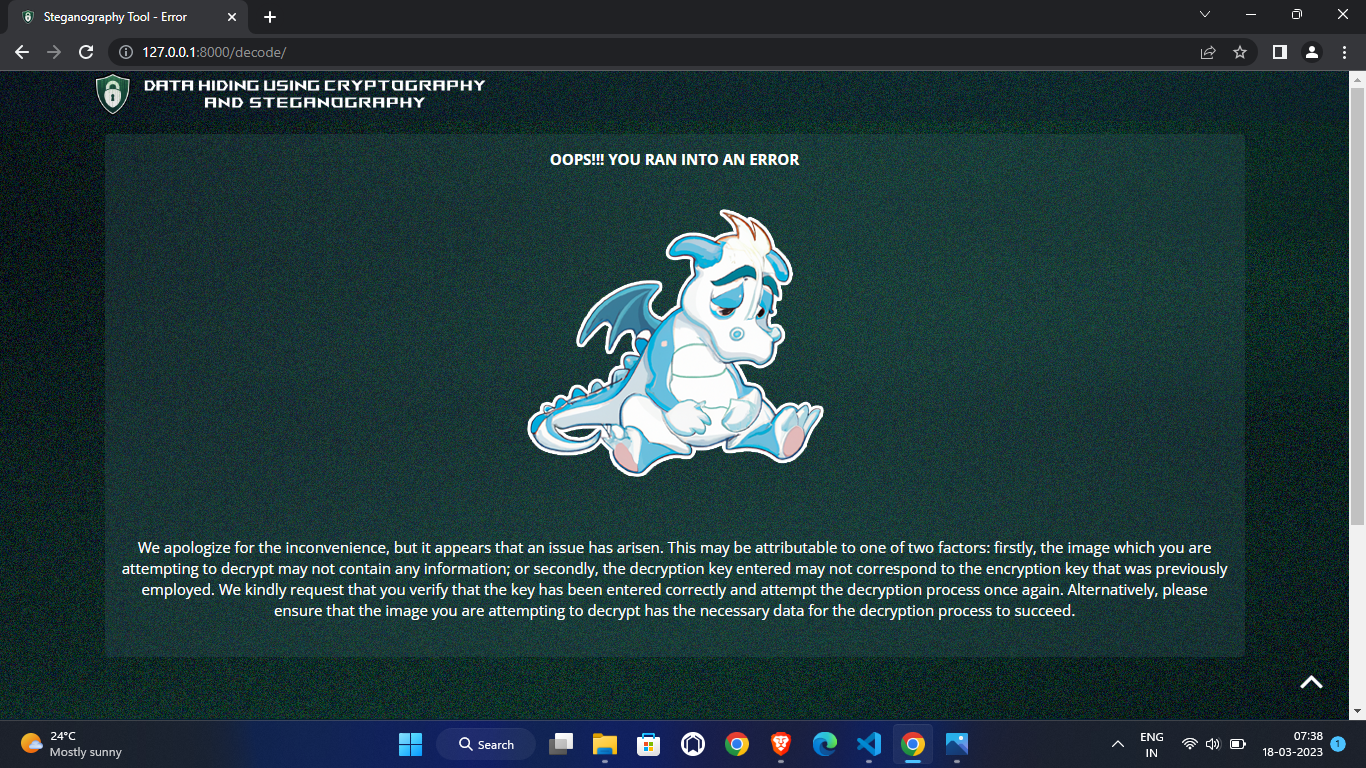 Steganography Tool - Error
127.0.0.1:8000/decode/
DATA HIDING USING CRYPTOGRAPHY
AND STEGANOGRAPHY
OOPS!!! YOU RAN INTO AN ERROR
We apologize for the inconvenience, but it appears that an issue has arisen. This may be attributable to one of two factors: firstly, the image which you are
attempting to decrypt may not contain any information; or secondly, the decryption key entered may not correspond to the encryption key that was previously
employed. We kindly request that you verify that the key has been entered correctly and attempt the decryption process once again. Alternatively, please
ensure that the image you are attempting to decrypt has the necessary data for the decryption process to succeed.
24°C
Mostly sunny
Search
ENG
IN
07:38
18-03-2023
1